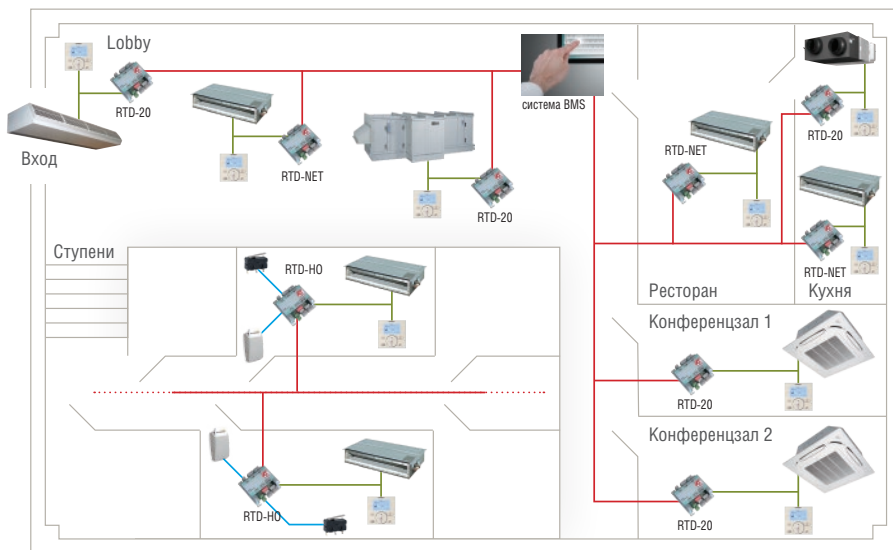 Lobby
RTD-20
Вход
RTD-NET
RTD-20
система BMS
RTD-20
RTD-NET
RTD-NET
Ресторан
Кухня
Ступени
RTD-HO
RTD-HO
Конференцзал 1
RTD-20
Конференцзал 2
RTD-20